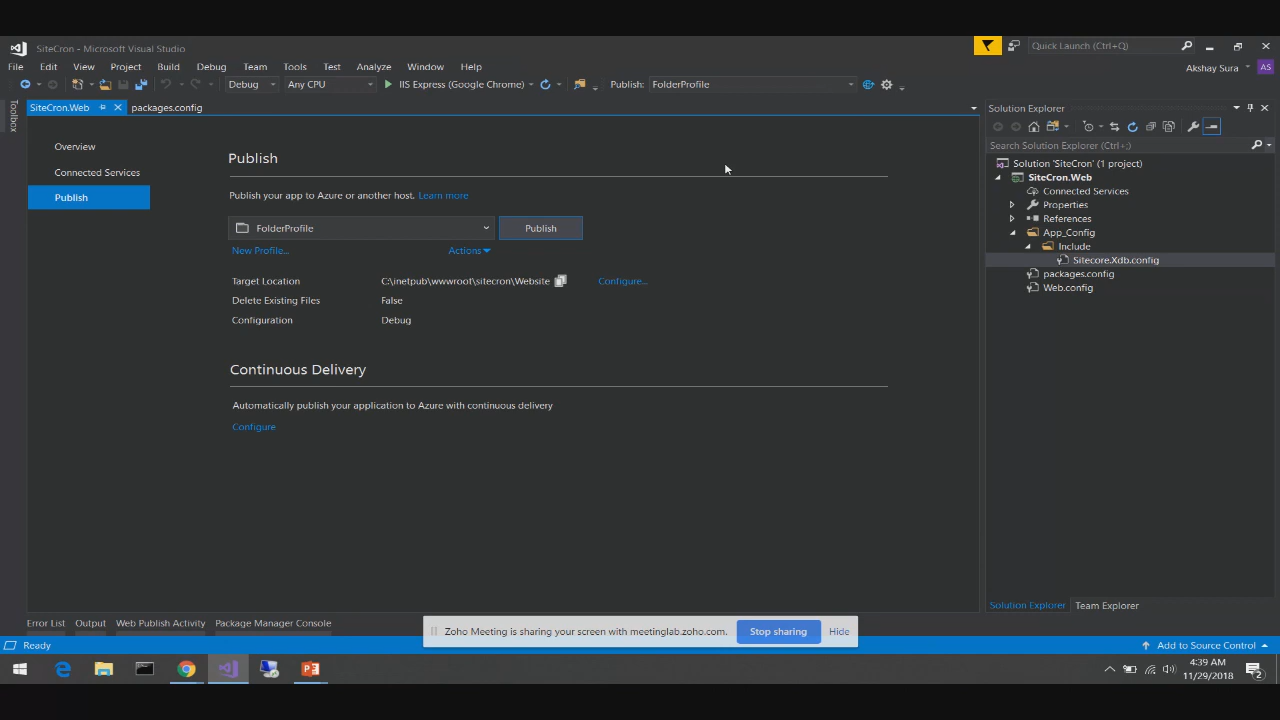 SiteCron - Microsoft Visual Studio
Quick Launch (Ctrl+Q)
File Edit View Project Build Debug Team Tools Test Analyze Window Help
Akshay Sura AS
Debug Any CPU IIS Express (Google Chrome) Publish: FolderProfile
Toolbox
SiteCron.Web packages.config
Solution Explorer
Search Solution Explorer (Ctrl+;)
Overview
Connected Services
Publish
Publish
Publish your app to Azure or another host. Learn more
FolderProfile Publish
New Profile... Actions
Target Location C:\inetpub\wwwroot\sitecron\Website Configure...
Delete Existing Files False
Configuration Debug
Continuous Delivery
Automatically publish your application to Azure with continuous delivery
Configure
Solution 'SiteCron' (1 project)
SiteCron.Web
Connected Services
Properties
References
App_Config
Include
Sitecore.Xdb.config
packages.config
Web.config
Solution Explorer Team Explorer
Error List Output Web Publish Activity Package Manager Console
Zoho Meeting is sharing your screen with meetinglab.zoho.com. Stop sharing Hide
Ready Add to Source Control
4:39 AM
11/29/2018
2